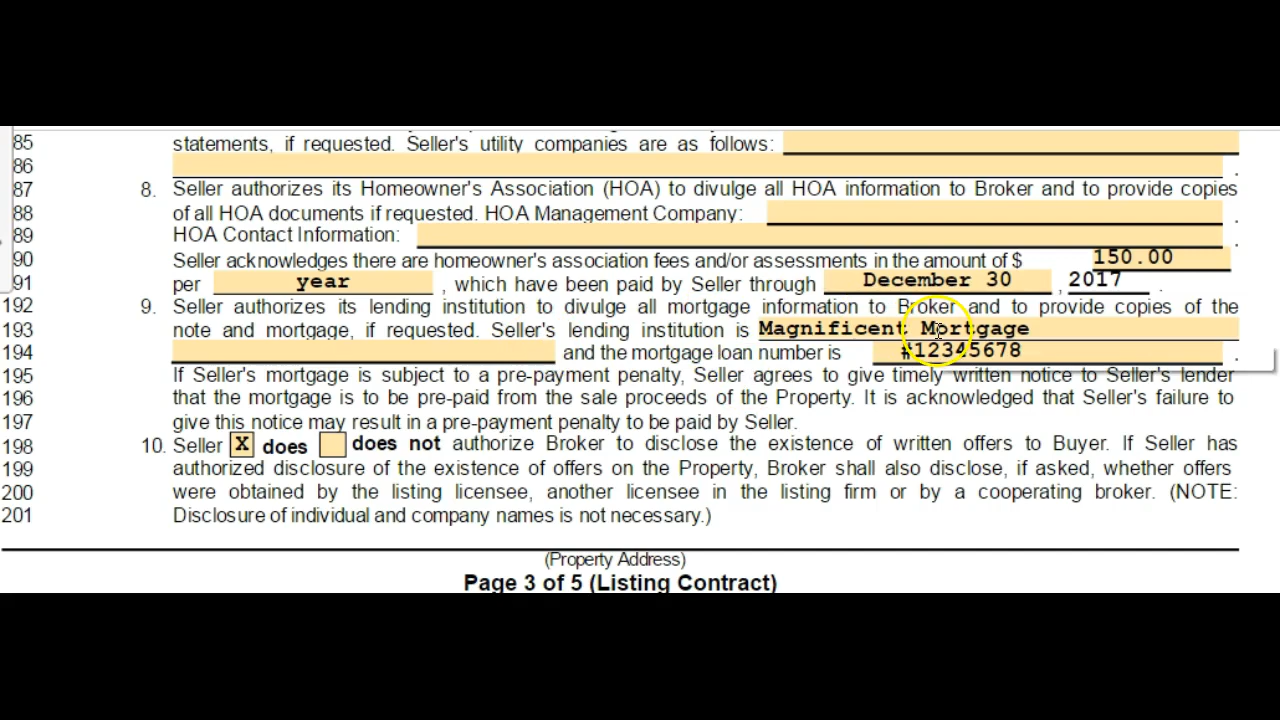 85 statements, if requested. Seller's utility companies are as follows:
86 .
87 8. Seller authorizes its Homeowner's Association (HOA) to divulge all HOA information to Broker and to provide copies
88 of all HOA documents if requested. HOA Management Company: .
89 HOA Contact Information: .
90 Seller acknowledges there are homeowner's association fees and/or assessments in the amount of $ 150.00
91 per year , which have been paid by Seller through December 30 , 2017 .
192 9. Seller authorizes its lending institution to divulge all mortgage information to Broker and to provide copies of the
193 note and mortgage, if requested. Seller's lending institution is Magnificent Mortgage
194 and the mortgage loan number is #12345678 .
195 If Seller's mortgage is subject to a pre-payment penalty, Seller agrees to give timely written notice to Seller's lender
196 that the mortgage is to be pre-paid from the sale proceeds of the Property. It is acknowledged that Seller's failure to
197 give this notice may result in a pre-payment penalty to be paid by Seller.
198 10. Seller X does does not authorize Broker to disclose the existence of written offers to Buyer. If Seller has
199 authorized disclosure of the existence of offers on the Property, Broker shall also disclose, if asked, whether offers
200 were obtained by the listing licensee, another licensee in the listing firm or by a cooperating broker. (NOTE:
201 Disclosure of individual and company names is not necessary.)
(Property Address)
Page 3 of 5 (Listing Contract)